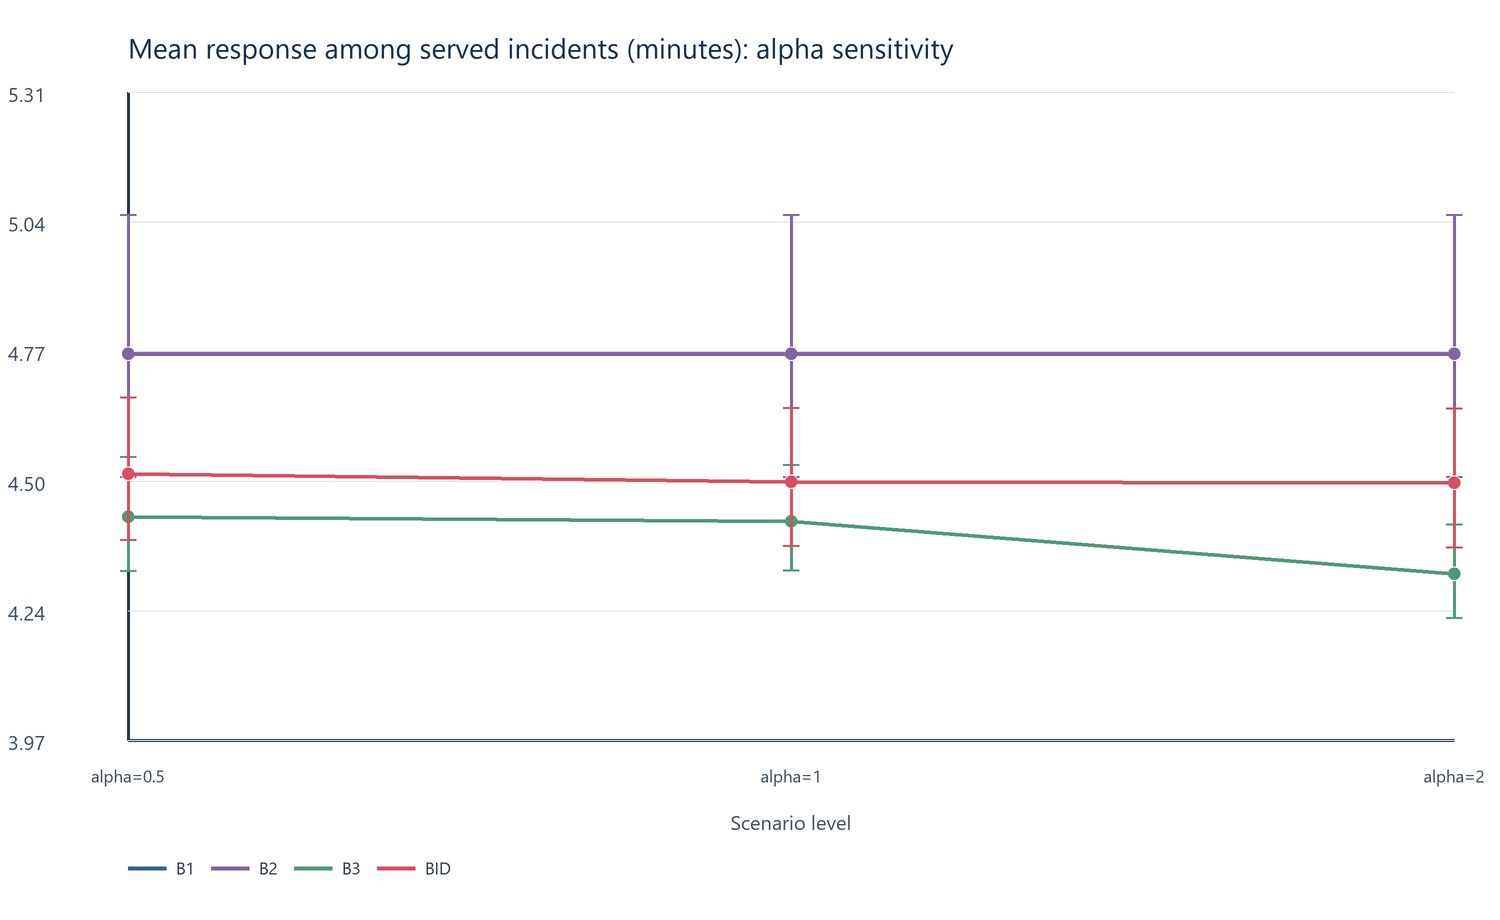 Mean response among served incidents (minutes): alpha sensitivity
5.31
5.04
4.77
4.50
4.24
3.97
alpha=0.5 alpha=1 alpha=2
Scenario level
B1 B2 B3 BID